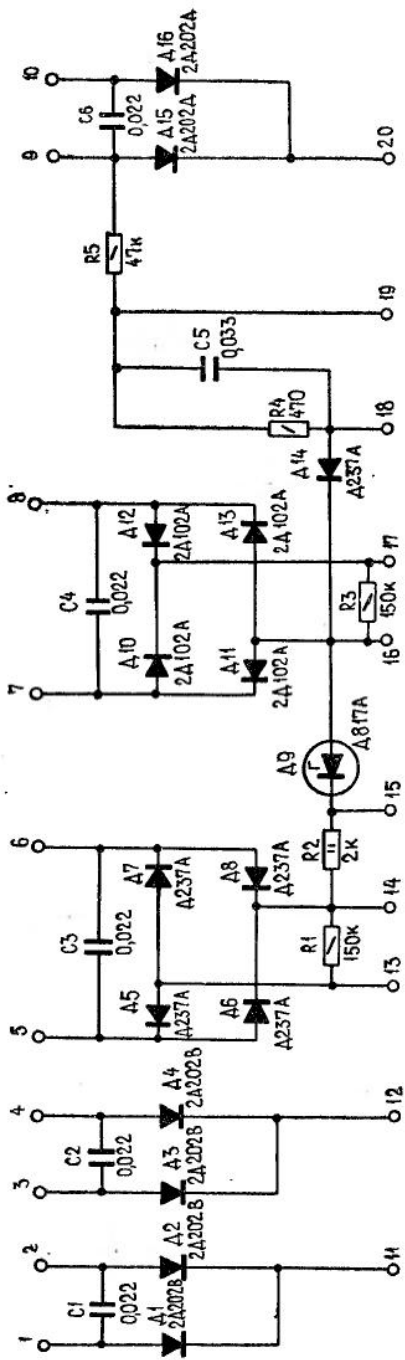 1
2
3
4
5
6
7
8
9
10
C1
0,022
C2
0,022
C3
0,022
C4
0,022
C6
0,022
Д1
2Д202В
Д2
2Д202В
Д3
2Д202В
Д4
2Д202В
Д5
Д237А
Д7
Д237А
Д6
Д237А
Д8
Д237А
Д10
2Д102А
Д12
2Д102А
Д11
2Д102А
Д13
2Д102А
R5
47к
C5
0,033
R4
470
Д15
2Д202Д
Д16
2Д202Д
R1
150к
R2
2к
Д9
Д817А
R3
150к
Д14
Д237А
11
12
13
14
15
16
17
18
19
20